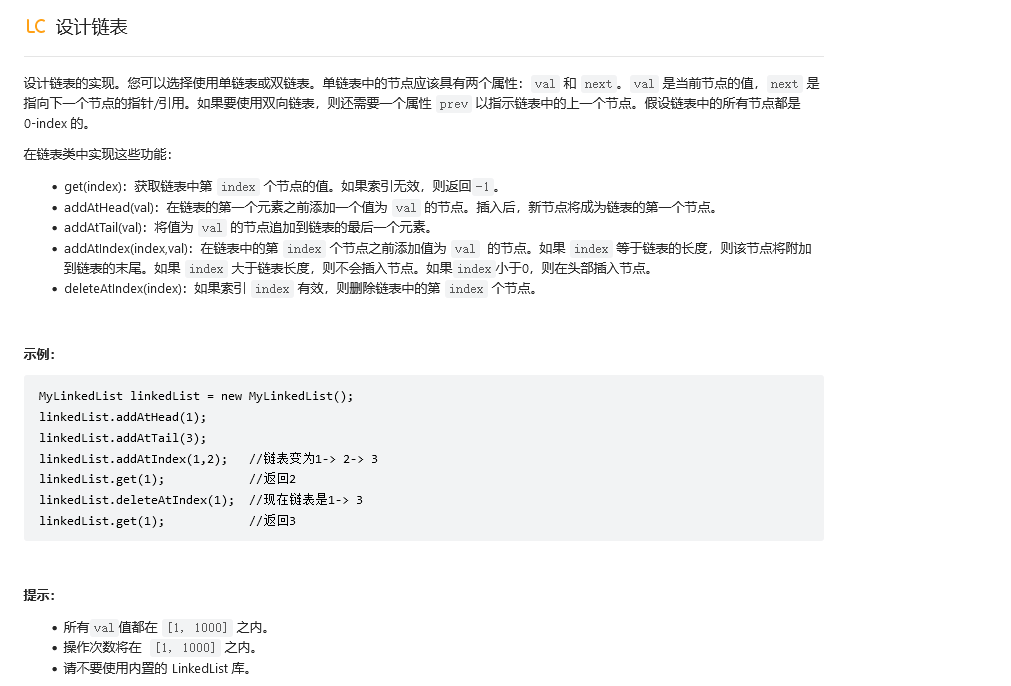 LC 设计链表
设计链表的实现。您可以选择使用单链表或双链表。单链表中的节点应该具有两个属性：val 和 next。val 是当前节点的值，next 是
指向下一个节点的指针/引用。如果要使用双向链表，则还需要一个属性 prev 以指示链表中的上一个节点。假设链表中的所有节点都是
0-index 的。
在链表类中实现这些功能：
• get(index)：获取链表中第 index 个节点的值。如果索引无效，则返回-1。
• addAtHead(val)：在链表的第一个元素之前添加一个值为 val 的节点。插入后，新节点将成为链表的第一个节点。
• addAtTail(val)：将值为 val 的节点追加到链表的最后一个元素。
• addAtIndex(index,val)：在链表中的第 index 个节点之前添加值为 val 的节点。如果 index 等于链表的长度，则该节点将附加
到链表的末尾。如果 index 大于链表长度，则不会插入节点。如果index小于0，则在头部插入节点。
• deleteAtIndex(index)：如果索引 index 有效，则删除链表中的第 index 个节点。
示例：
MyLinkedList linkedList = new MyLinkedList();
linkedList.addAtHead(1);
linkedList.addAtTail(3);
linkedList.addAtIndex(1,2);   //链表变为1-> 2-> 3
linkedList.get(1);            //返回2
linkedList.deleteAtIndex(1);  //现在链表是1-> 3
linkedList.get(1);            //返回3
提示：
• 所有val值都在 [1, 1000] 之内。
• 操作次数将在 [1, 1000] 之内。
• 请不要使用内置的 LinkedList 库。